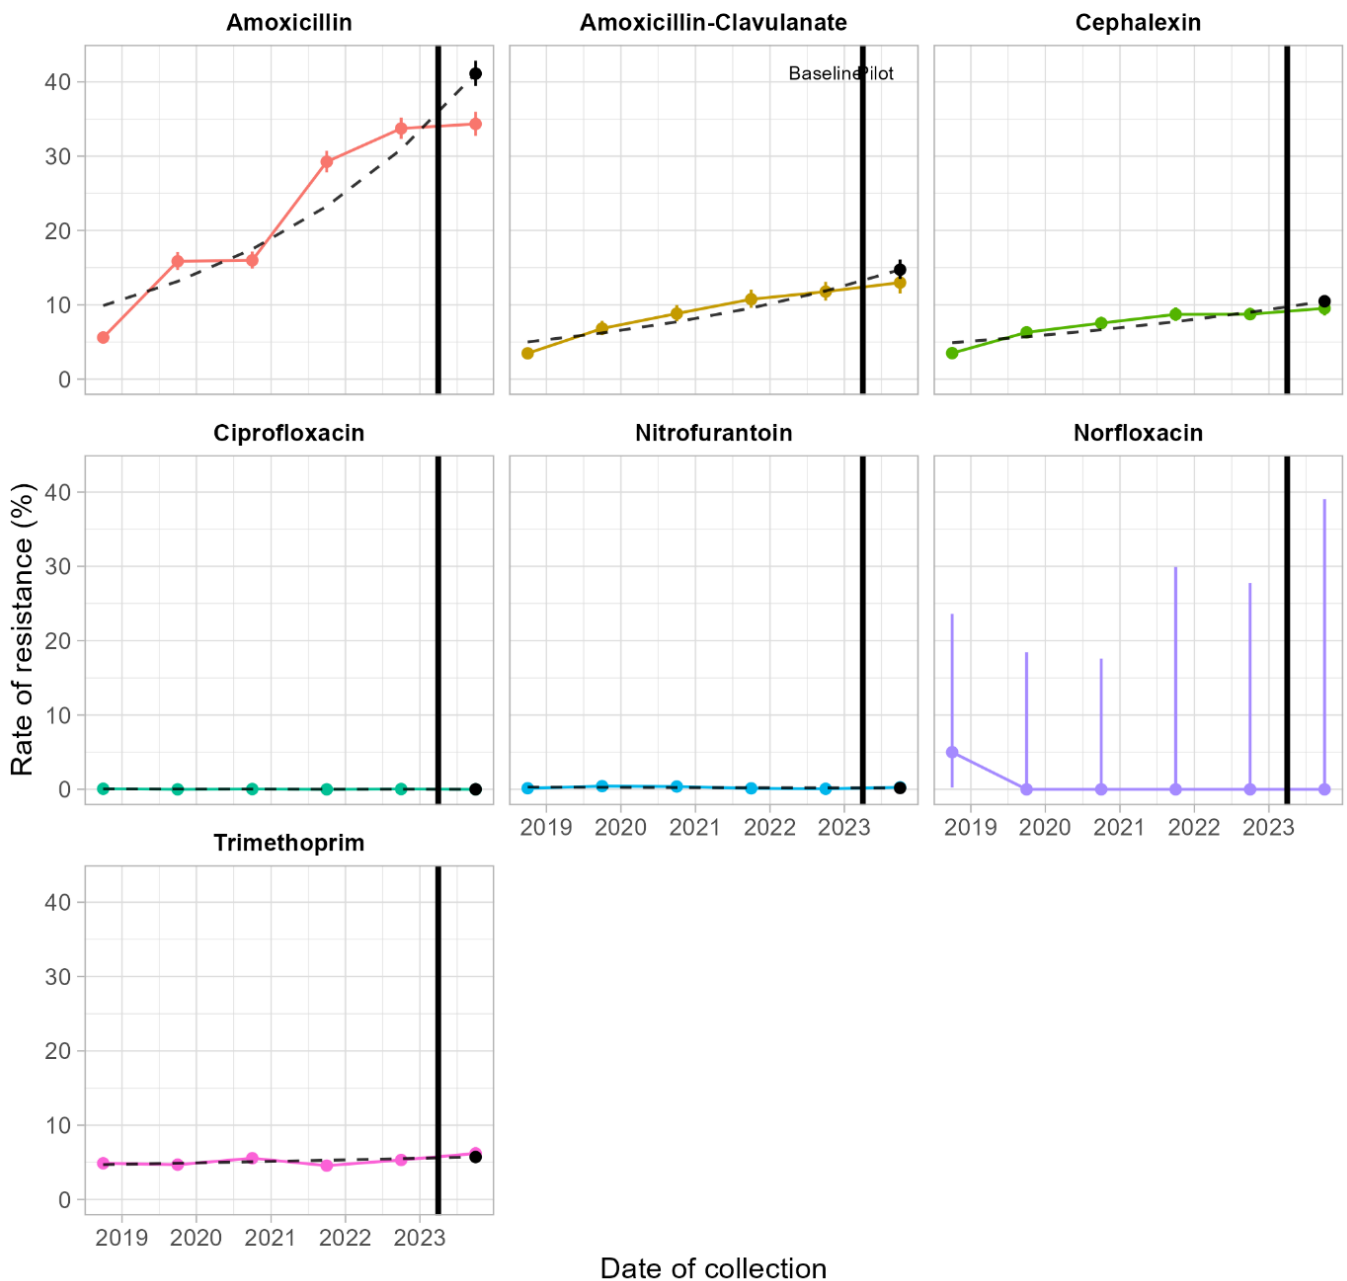 Amoxicillin
Amoxicillin-Clavulanate
Cephalexin
40
30
20
10
0
Baseline
Pilot
Ciprofloxacin
Nitrofurantoin
Norfloxacin
Rate of resistance (%)
40
30
20
10
0
2019 2020 2021 2022 2023
2019 2020 2021 2022 2023
Trimethoprim
40
30
20
10
0
2019 2020 2021 2022 2023
Date of collection